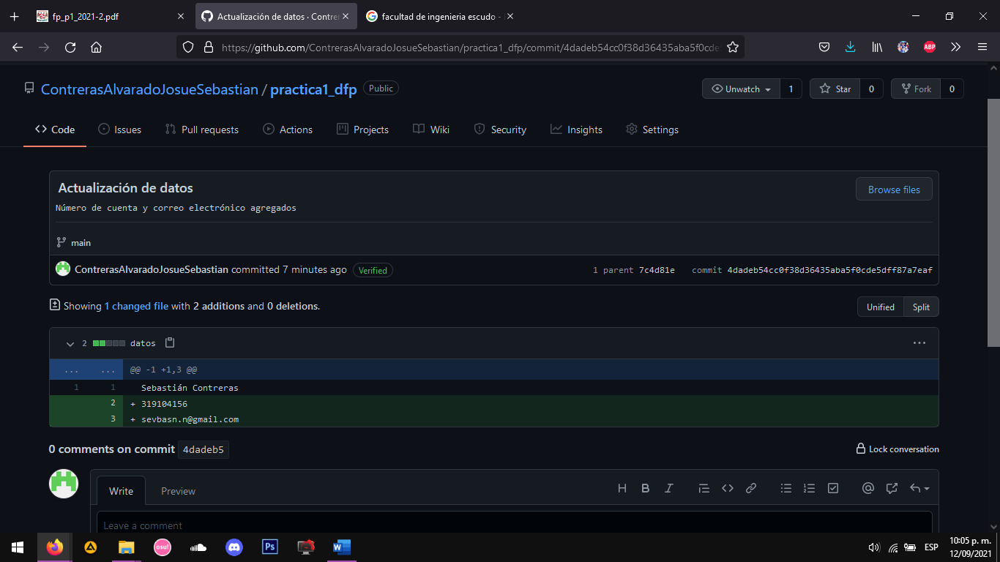 fp_p1_2021-2.pdf
Actualización de datos · Contrer
facultad de ingenieria escudo -
https://github.com/ContrerasAlvaradoJosueSebastian/practica1_dfp/commit/4dadeb54cc0f38d36435aba5f0cde5
ABP
ContrerasAlvaradoJosueSebastian / practica1_dfp Public
Unwatch 1 Star 0 Fork 0
Code Issues Pull requests Actions Projects Wiki Security Insights Settings
Actualización de datos
Browse files
Número de cuenta y correo electrónico agregados
main
ContrerasAlvaradoJosueSebastian committed 7 minutes ago Verified
1 parent 7c4d81e commit 4dadeb54cc0f38d36435aba5f0cde5dff87a7eaf
Showing 1 changed file with 2 additions and 0 deletions.
Unified Split
2 datos
... ... @@ -1 +1,3 @@
1 1 Sebastián Contreras
2 + 319104156
3 + sevbasn.n@gmail.com
0 comments on commit 4dadeb5
Lock conversation
Write Preview
Leave a comment
osu!
Ps
ESP
10:05 p. m.
12/09/2021